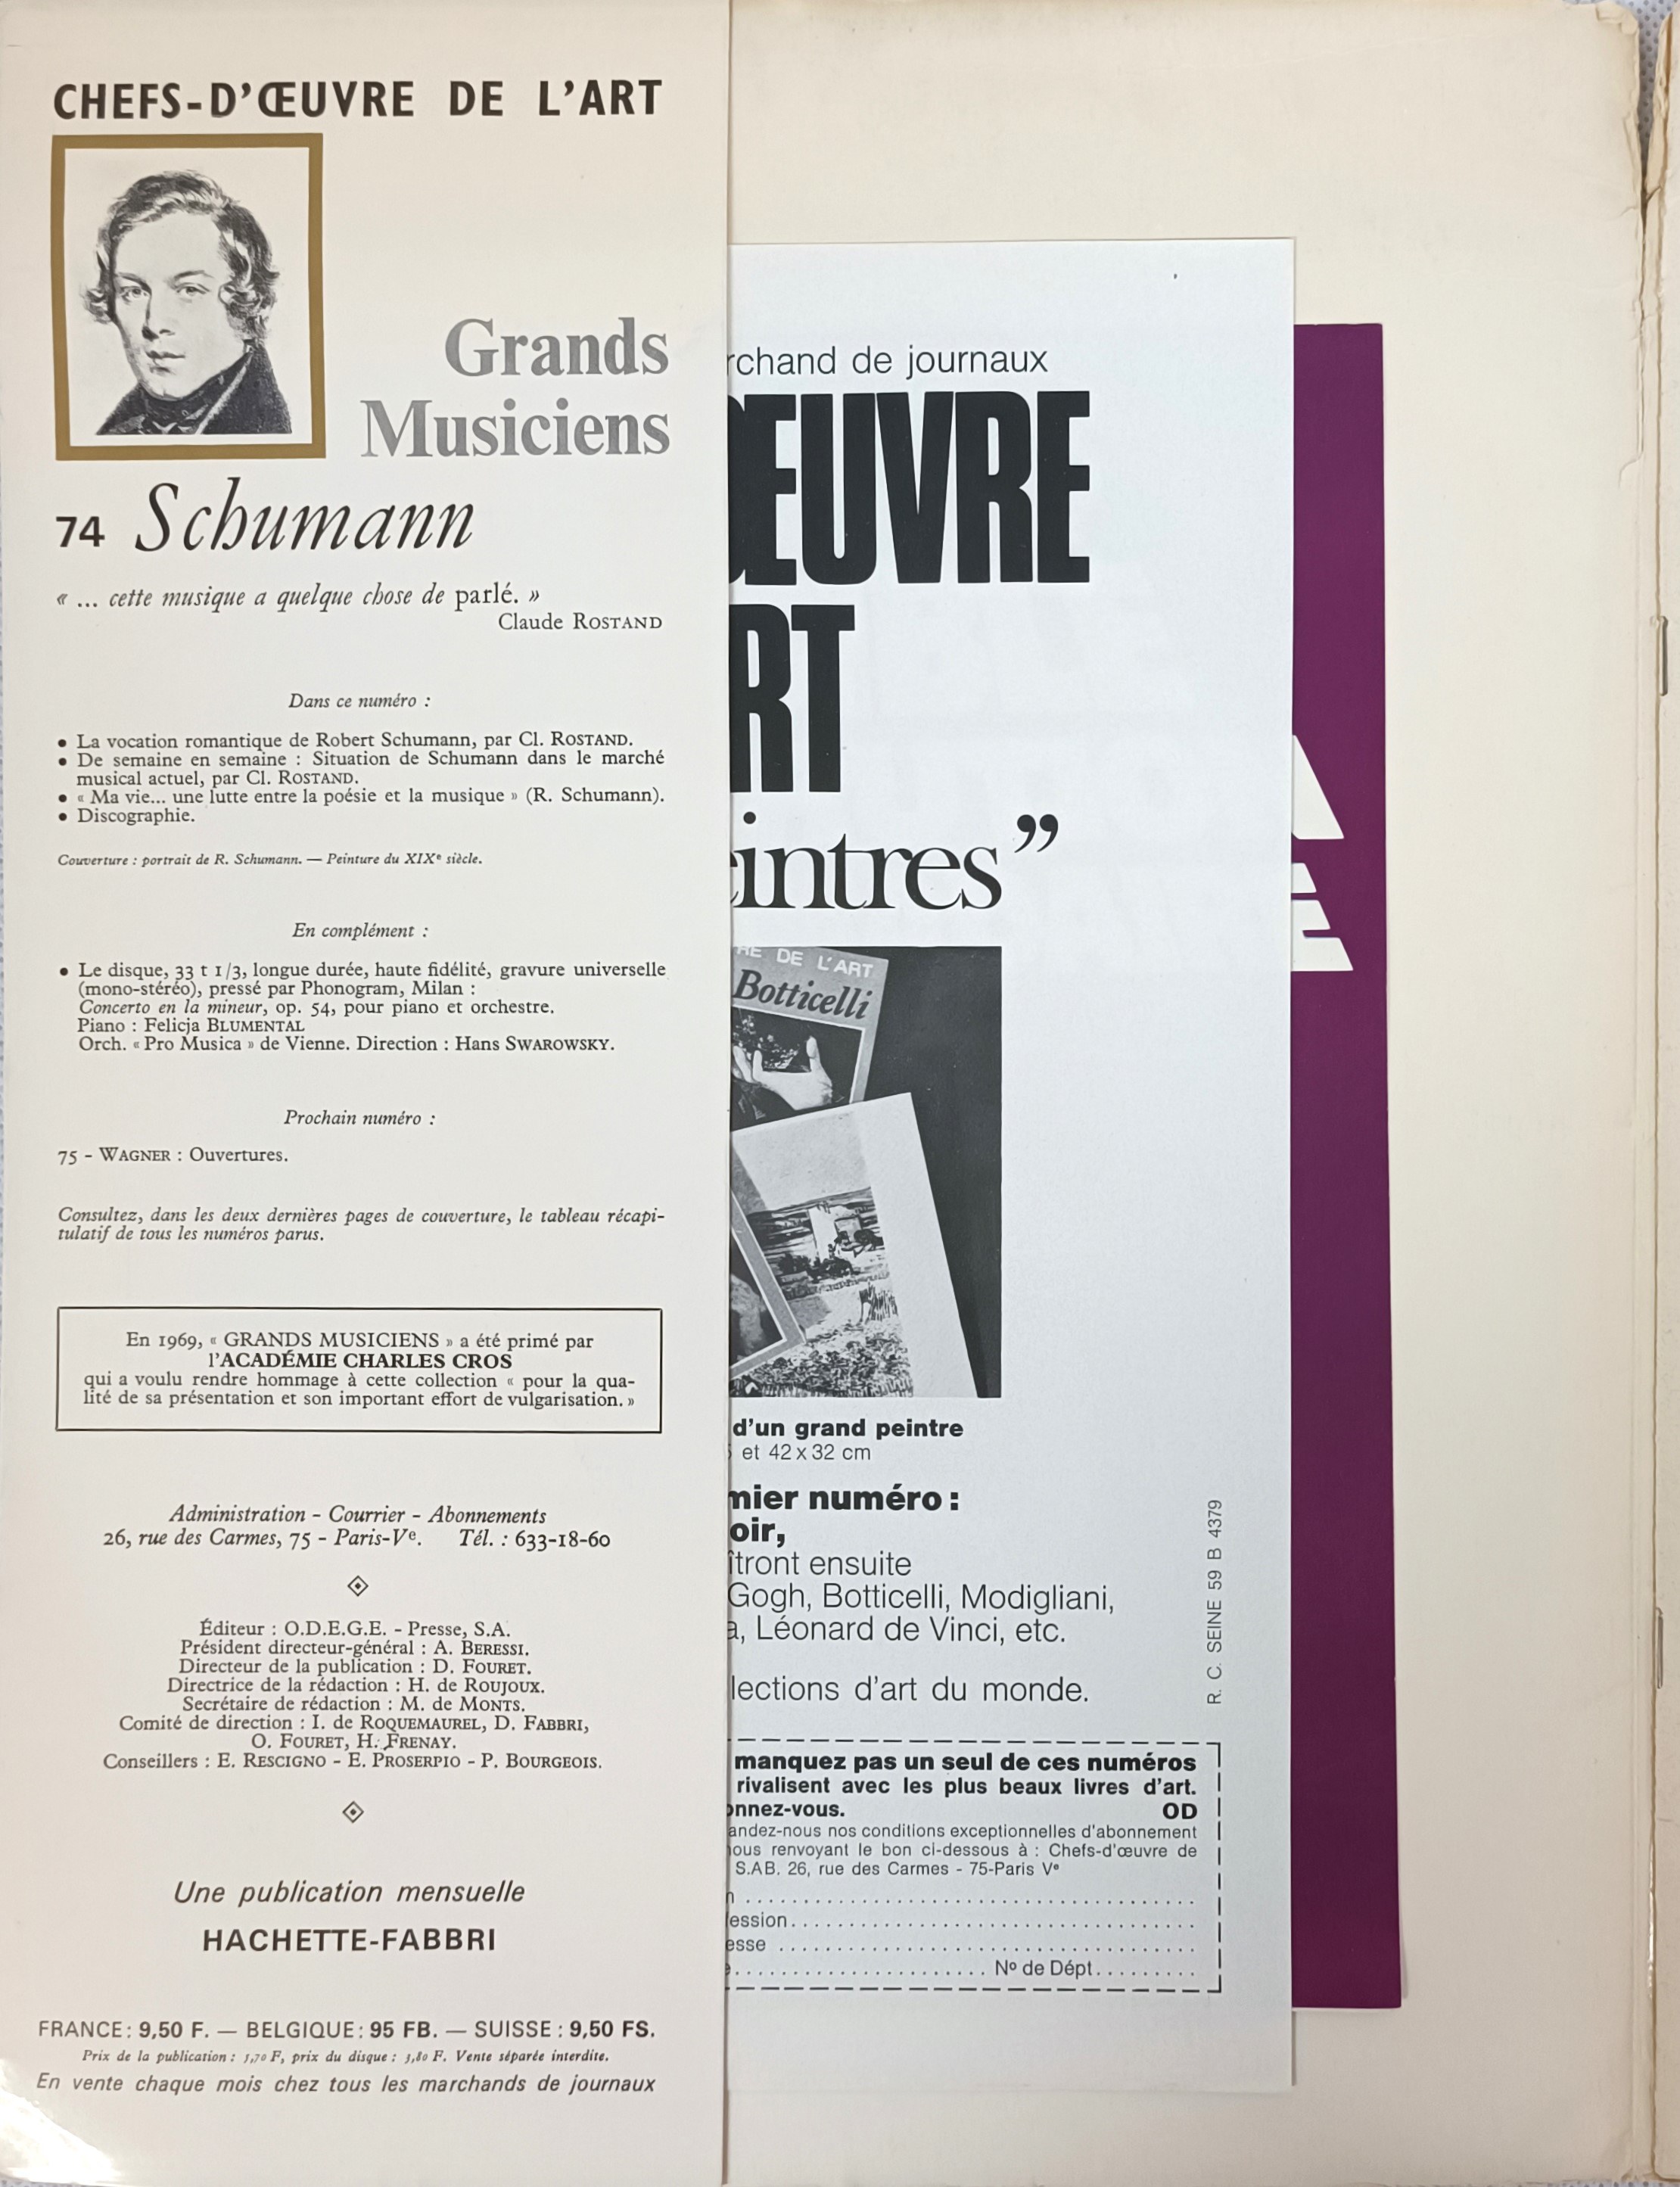 CHEFS-D'ŒUVRE DE L'ART
Grands
Musiciens
74 Schumann
« ... cette musique a quelque chose de parlé. »
Claude ROSTAND
Dans ce numéro :
• La vocation romantique de Robert Schumann, par Cl. ROSTAND.
• De semaine en semaine : Situation de Schumann dans le marché
musical actuel, par Cl. ROSTAND.
• « Ma vie... une lutte entre la poésie et la musique » (R. Schumann).
• Discographie.
Couverture : portrait de R. Schumann. — Peinture du XIXe siècle.
En complément :
• Le disque, 33 t 1/3, longue durée, haute fidélité, gravure universelle
(mono-stéréo), pressé par Phonogram, Milan :
Concerto en la mineur, op. 54, pour piano et orchestre.
Piano : Felicja BLUMENTAL
Orch. « Pro Musica » de Vienne. Direction : Hans SWAROWSKY.
Prochain numéro :
75 - WAGNER : Ouvertures.
Consultez, dans les deux dernières pages de couverture, le tableau récapi-
tulatif de tous les numéros parus.
En 1969, « GRANDS MUSICIENS » a été primé par
l'ACADÉMIE CHARLES CROS
qui a voulu rendre hommage à cette collection « pour la qua-
lité de sa présentation et son important effort de vulgarisation. »
Administration - Courrier - Abonnements
26, rue des Carmes, 75 - Paris-Ve. Tél. : 633-18-60
Éditeur : O.D.E.G.E. - Presse, S.A.
Président directeur-général : A. BERESSI.
Directeur de la publication : D. FOURET.
Directrice de la rédaction : H. de ROUJOUX.
Secrétaire de rédaction : M. de MONTS.
Comité de direction : I. de ROQUEMAUREL, D. FABBRI,
O. FOURET, H. FRENAY.
Conseillers : E. RESCIGNO - E. PROSERPIO - P. BOURGEOIS.
Une publication mensuelle
HACHETTE-FABBRI
FRANCE : 9,50 F. — BELGIQUE : 95 FB. — SUISSE : 9,50 FS.
Prix de la publication : 5,70 F, prix du disque : 3,80 F. Vente séparée interdite.
En vente chaque mois chez tous les marchands de journaux
rchand de journaux
ŒUVRE
RT
eintres”
RE DE L'ART
Botticelli
d'un grand peintre
et 42 x 32 cm
mier numéro :
oir,
îtront ensuite
Gogh, Botticelli, Modigliani,
a, Léonard de Vinci, etc.
lections d'art du monde.
R. C. SEINE 59 B 4379
manquez pas un seul de ces numéros
rivalisent avec les plus beaux livres d'art.
onnez-vous. OD
andez-nous nos conditions exceptionnelles d'abonnement
ous renvoyant le bon ci-dessous à : Chefs-d'œuvre de
S.AB. 26, rue des Carmes - 75-Paris Ve
n
ession
esse
No de Dépt.
A
E